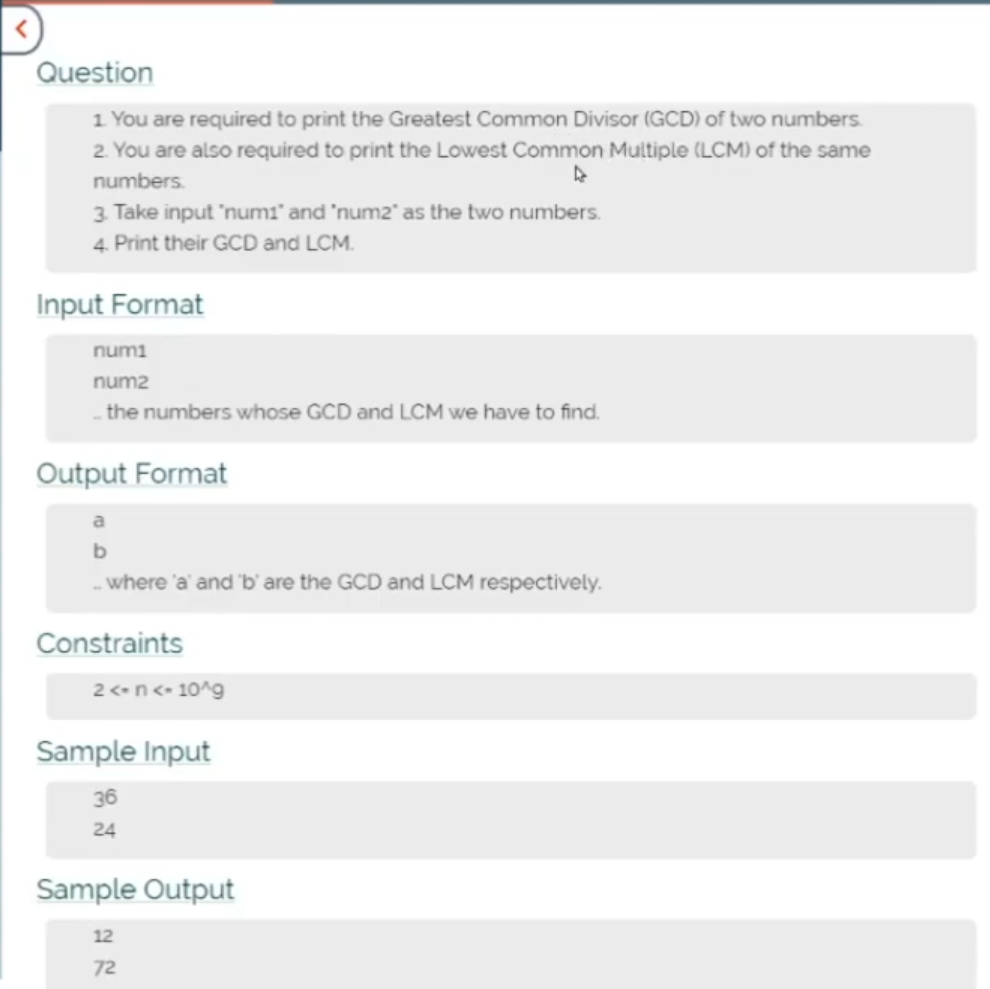 Question
1. You are required to print the Greatest Common Divisor (GCD) of two numbers.
2. You are also required to print the Lowest Common Multiple (LCM) of the same
numbers.
3. Take input "num1" and "num2" as the two numbers.
4. Print their GCD and LCM.
Input Format
num1
num2
.. the numbers whose GCD and LCM we have to find.
Output Format
a
b
.. where 'a' and 'b' are the GCD and LCM respectively.
Constraints
2 <= n <= 10^9
Sample Input
36
24
Sample Output
12
72